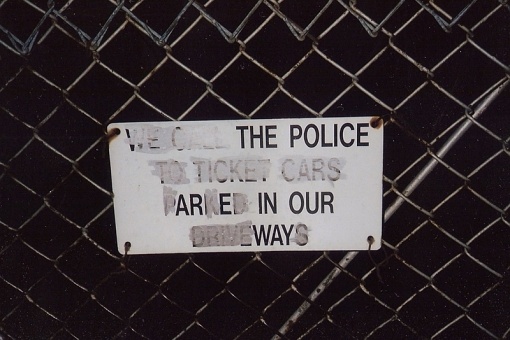 WE CALL THE POLICE
TO TICKET CARS
PARKED IN OUR
DRIVEWAYS